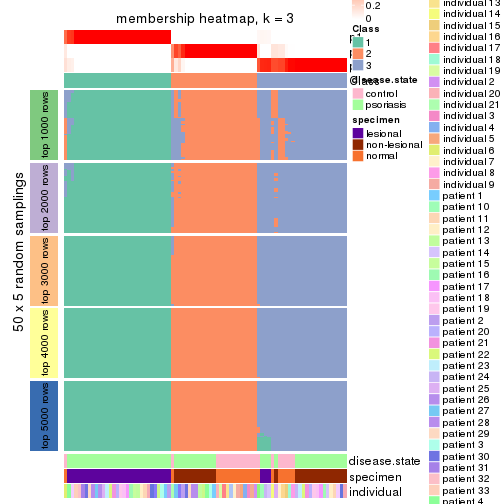 membership heatmap, k = 3
50 x 5 random samplings
top 1000 rows
top 2000 rows
top 3000 rows
top 4000 rows
top 5000 rows
disease.state
specimen
individual
0.2
0
Class
1
2
3
disease.state
control
psoriasis
specimen
lesional
non-lesional
normal
individual 13
individual 14
individual 15
individual 16
individual 17
individual 18
individual 19
individual 2
individual 20
individual 21
individual 3
individual 4
individual 5
individual 6
individual 7
individual 8
individual 9
patient 1
patient 10
patient 11
patient 12
patient 13
patient 14
patient 15
patient 16
patient 17
patient 18
patient 19
patient 2
patient 20
patient 21
patient 22
patient 23
patient 24
patient 25
patient 26
patient 27
patient 28
patient 29
patient 3
patient 30
patient 31
patient 32
patient 33
patient 4